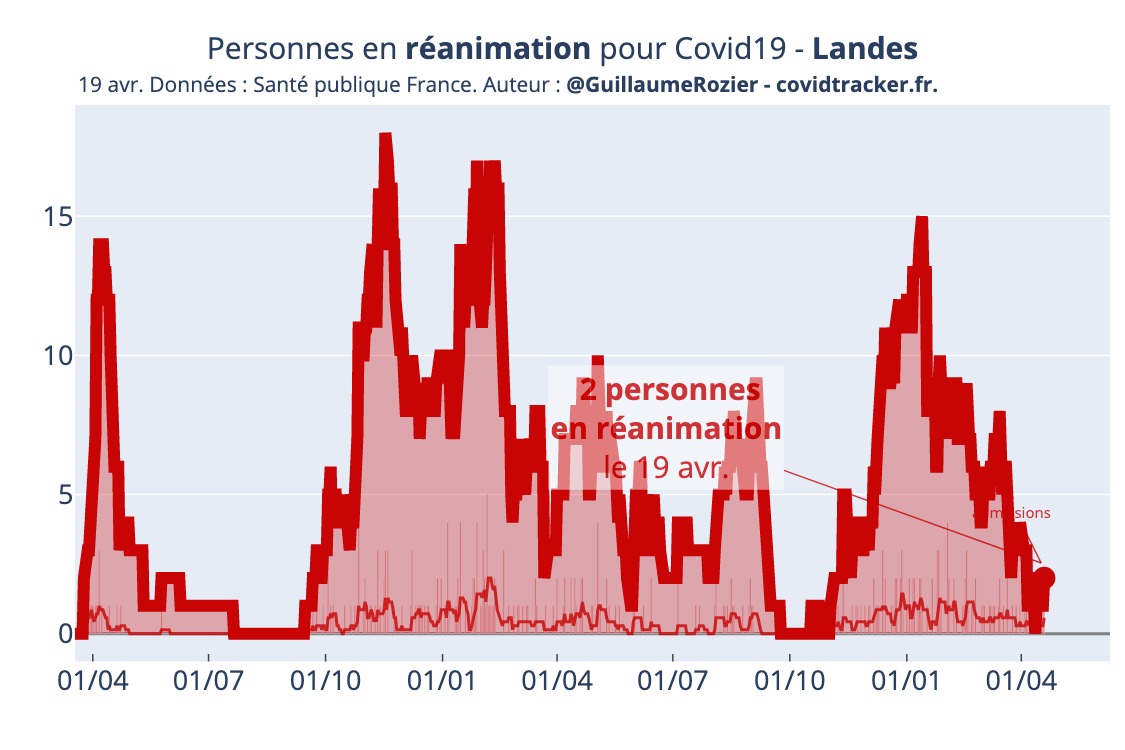 Personnes en réanimation pour Covid19 - Landes
19 avr. Données : Santé publique France. Auteur : @GuillaumeRozier - covidtracker.fr.
15
10
5
0
2 personnes
en réanimation
le 19 avr.
01/04 01/07 01/10 01/01 01/04 01/07 01/10 01/01 01/04